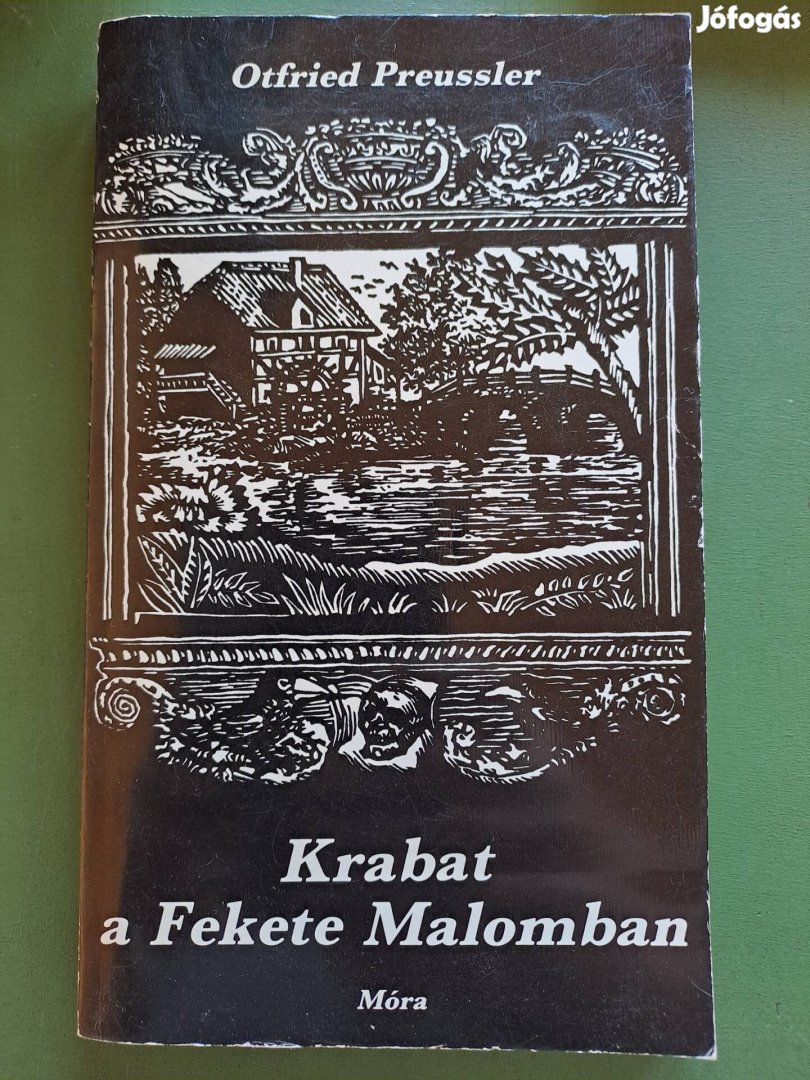 Jófogás
Otfried Preussler
Krabat
a Fekete Malomban
Móra